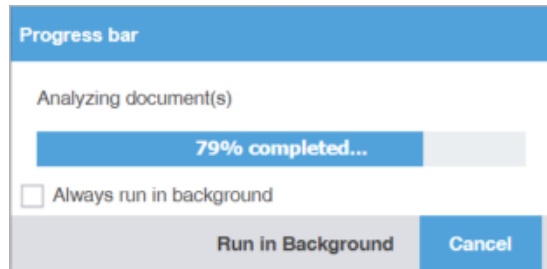 Progress bar
Analyzing document(s)
79% completed...
Always run in background
Run in Background Cancel